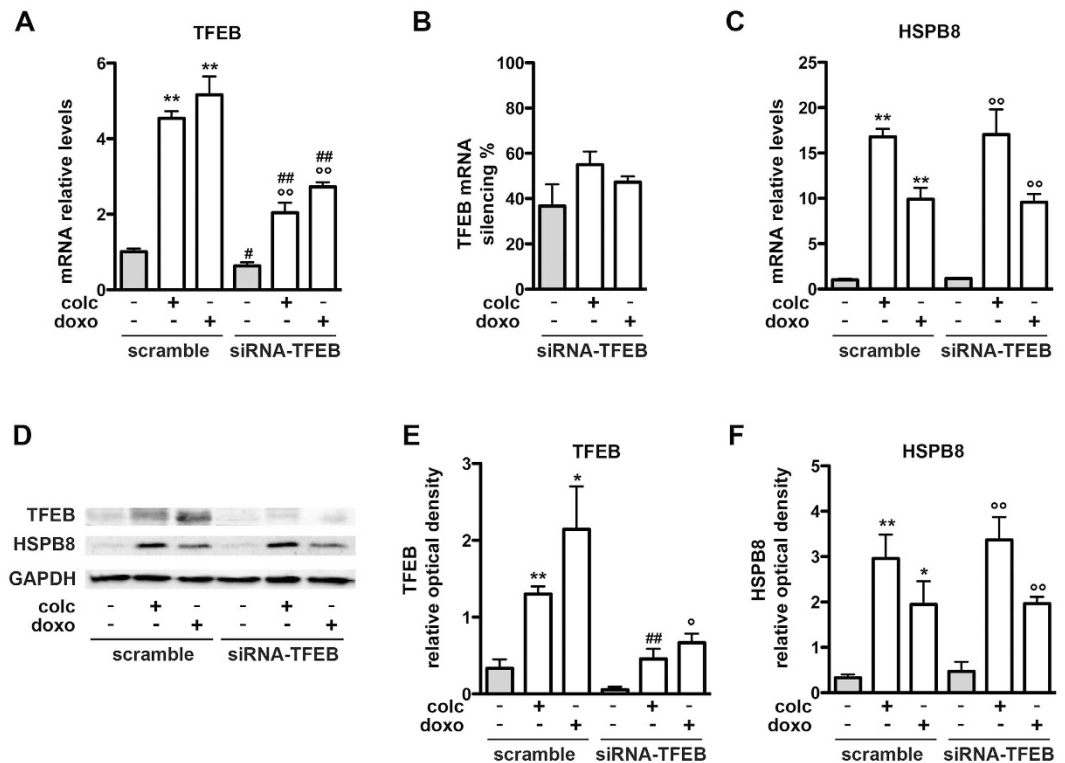 A
TFEB
mRNA relative levels
6
4
2
0
**
**
#
##
°°
##
°°
colc - + - - + -
doxo - - + - - +
scramble siRNA-TFEB
B
TFEB mRNA
silencing %
100
80
60
40
20
0
colc - + -
doxo - - +
siRNA-TFEB
C
HSPB8
mRNA relative levels
25
20
15
10
5
0
**
**
°°
°°
colc - + - - + -
doxo - - + - - +
scramble siRNA-TFEB
D
TFEB
HSPB8
GAPDH
colc - + - - + -
doxo - - + - - +
scramble siRNA-TFEB
E
TFEB
TFEB
relative optical density
3
2
1
0
**
*
##
°
colc - + - - + -
doxo - - + - - +
scramble siRNA-TFEB
F
HSPB8
HSPB8
relative optical density
5
4
3
2
1
0
**
*
°°
°°
colc - + - - + -
doxo - - + - - +
scramble siRNA-TFEB